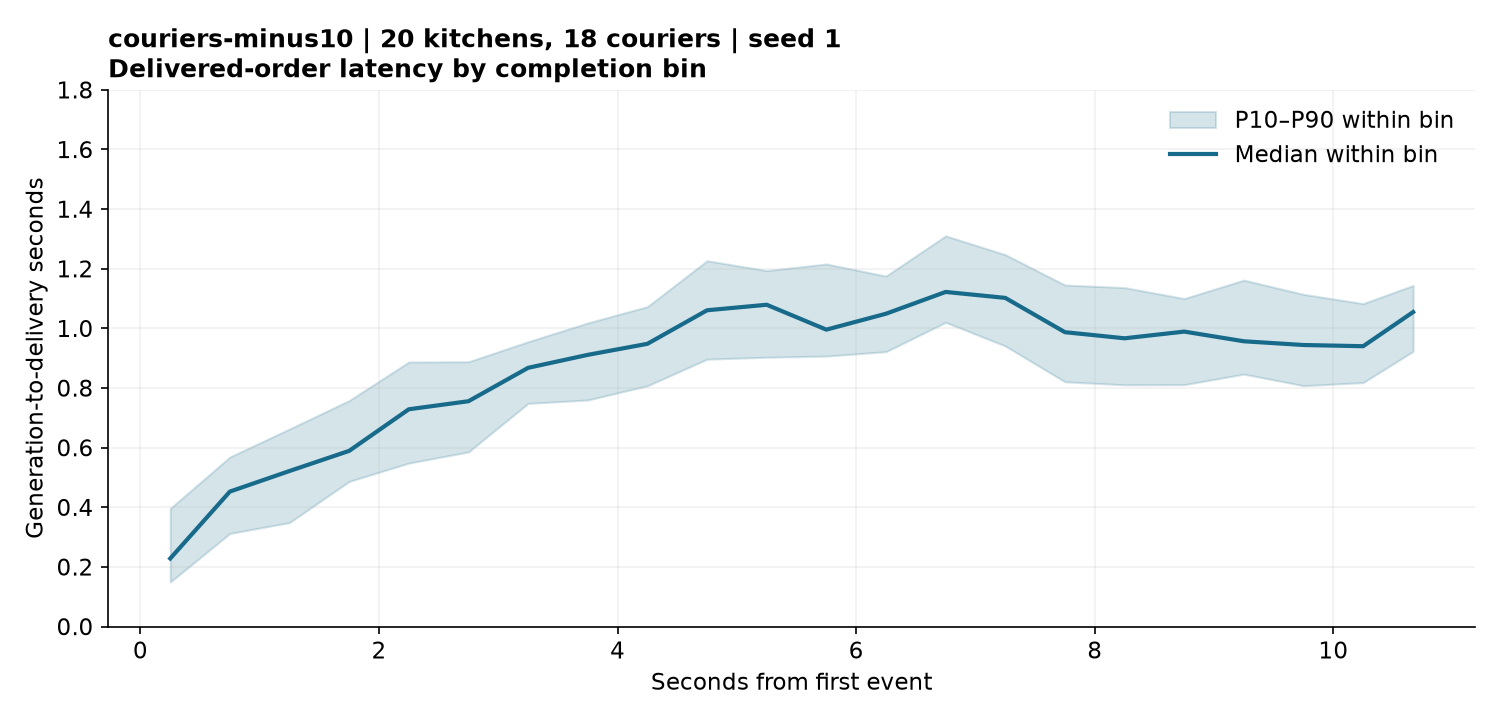 couriers-minus10 | 20 kitchens, 18 couriers | seed 1
Delivered-order latency by completion bin
P10–P90 within bin
Median within bin
Generation-to-delivery seconds
1.8
1.6
1.4
1.2
1.0
0.8
0.6
0.4
0.2
0.0
0 2 4 6 8 10
Seconds from first event